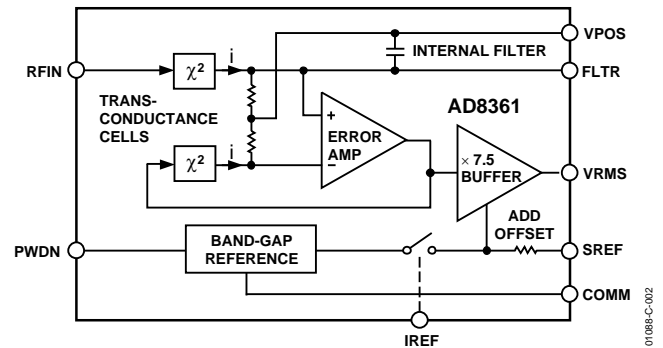 VPOS
INTERNAL FILTER
RFIN
χ²
i
FLTR
TRANS-
CONDUCTANCE
CELLS
+
ERROR
AMP
−
AD8361
× 7.5
BUFFER
χ²
i
VRMS
ADD
OFFSET
PWDN
BAND-GAP
REFERENCE
SREF
COMM
IREF
01088-C-002